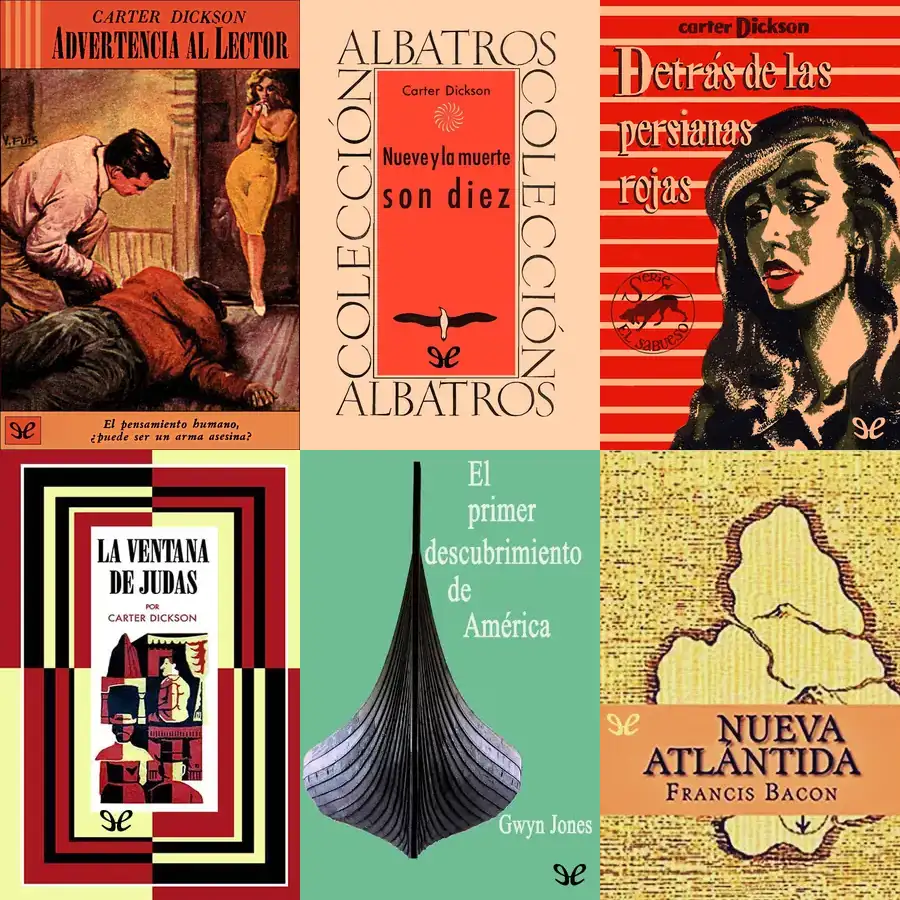 CARTER DICKSON
ADVERTENCIA AL LECTOR
V. FUIS
El pensamiento humano,
¿puede ser un arma asesina?
ALBATROS
COLECCIÓN
COLECCIÓN
ALBATROS
Carter Dickson
Nueve y la muerte
son diez
carter Dickson
Detrás de las
persianas
rojas
SERIE
EL SABUESO
LA VENTANA
DE JUDAS
POR
CARTER DICKSON
El
primer
descubrimiento
de
América
Gwyn Jones
NUEVA
ATLÁNTIDA
FRANCIS BACON